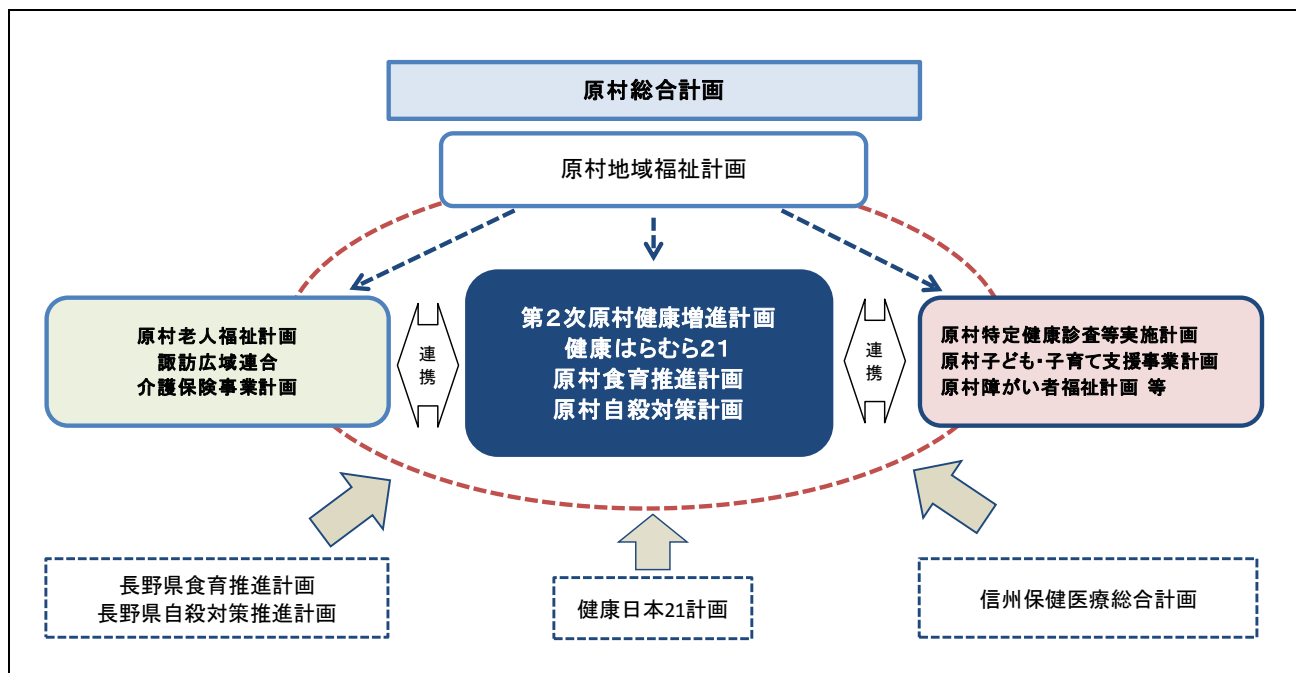 原村総合計画
原村地域福祉計画
原村老人福祉計画
諏訪広域連合
介護保険事業計画
連携
第2次原村健康増進計画
健康はらむら21
原村食育推進計画
原村自殺対策計画
連携
原村特定健康診査等実施計画
原村子ども・子育て支援事業計画
原村障がい者福祉計画 等
長野県食育推進計画
長野県自殺対策推進計画
健康日本21計画
信州保健医療総合計画